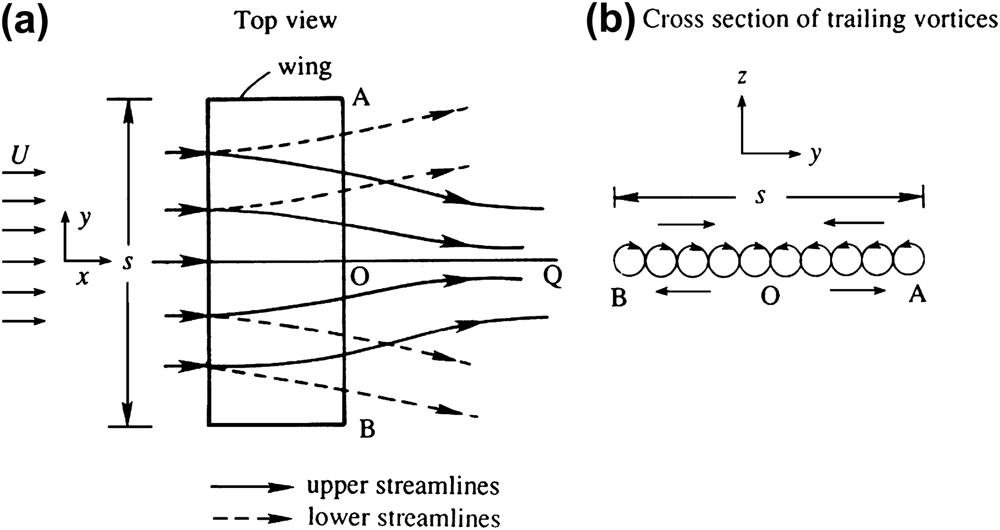 (a)
Top view
wing
A
U
y
x
s
O
Q
B
upper streamlines
lower streamlines
(b) Cross section of trailing vortices
z
y
s
B
O
A